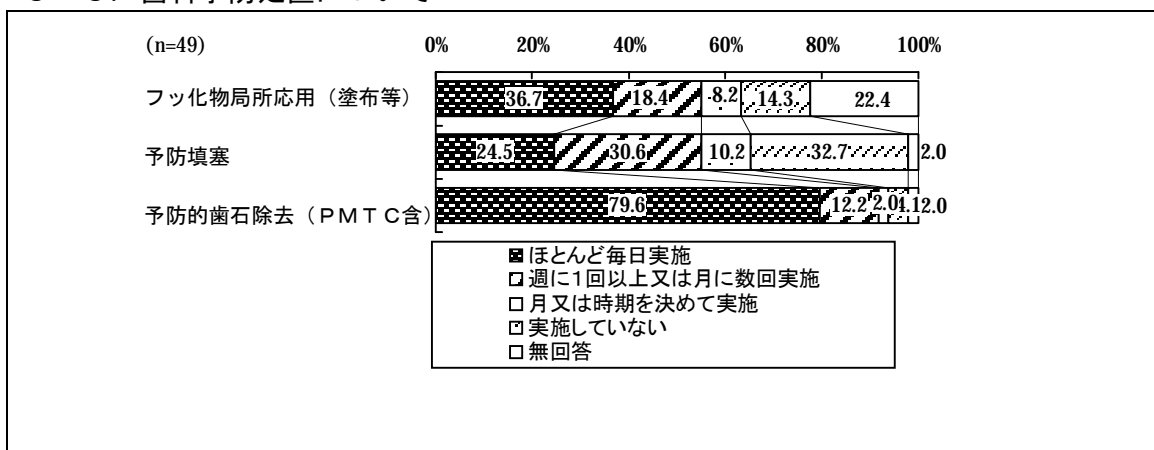 (n=49) 0% 20% 40% 60% 80% 100%
フッ化物局所応用（塗布等） 36.7 18.4 8.2 14.3 22.4
予防填塞 24.5 30.6 10.2 32.7 2.0
予防的歯石除去（ＰＭＴＣ含） 79.6 12.2 2.0 4.1 2.0
ほとんど毎日実施
週に1回以上又は月に数回実施
月又は時期を決めて実施
実施していない
無回答